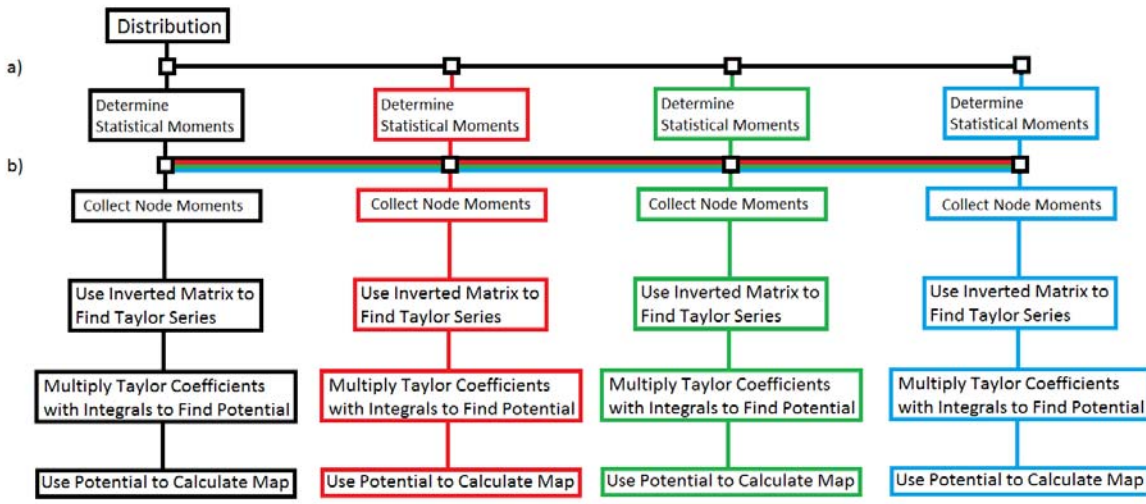 Distribution
a)
Determine
Statistical Moments
Determine
Statistical Moments
Determine
Statistical Moments
Determine
Statistical Moments
b)
Collect Node Moments
Collect Node Moments
Collect Node Moments
Collect Node Moments
Use Inverted Matrix to
Find Taylor Series
Use Inverted Matrix to
Find Taylor Series
Use Inverted Matrix to
Find Taylor Series
Use Inverted Matrix to
Find Taylor Series
Multiply Taylor Coefficients
with Integrals to Find Potential
Multiply Taylor Coefficients
with Integrals to Find Potential
Multiply Taylor Coefficients
with Integrals to Find Potential
Multiply Taylor Coefficients
with Integrals to Find Potential
Use Potential to Calculate Map
Use Potential to Calculate Map
Use Potential to Calculate Map
Use Potential to Calculate Map